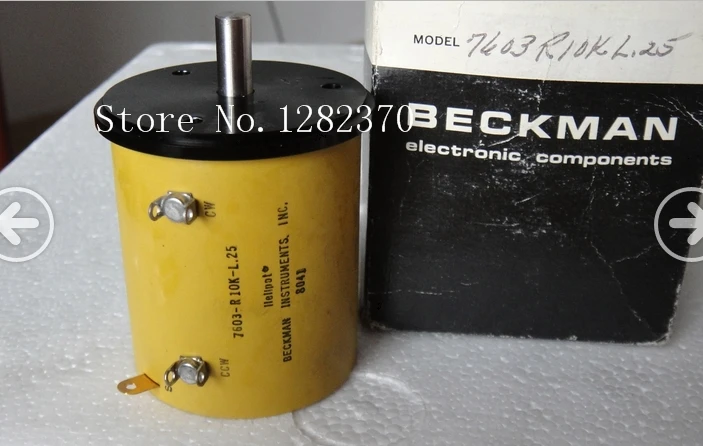 MODEL 7603 R10K L.25
Store No. 1282370
BECKMAN
electronic components
CW
7603-R10K-L.25
Helipot
BECKMAN INSTRUMENTS, INC.
CCW
S